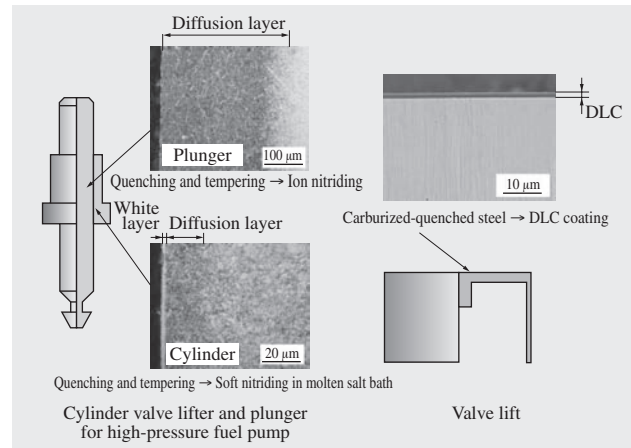 Diffusion layer
Plunger
100 µm
Quenching and tempering → Ion nitriding
White
layer
Diffusion layer
Cylinder
20 µm
Quenching and tempering → Soft nitriding in molten salt bath
Cylinder valve lifter and plunger
for high-pressure fuel pump
DLC
10 µm
Carburized-quenched steel → DLC coating
Valve lift